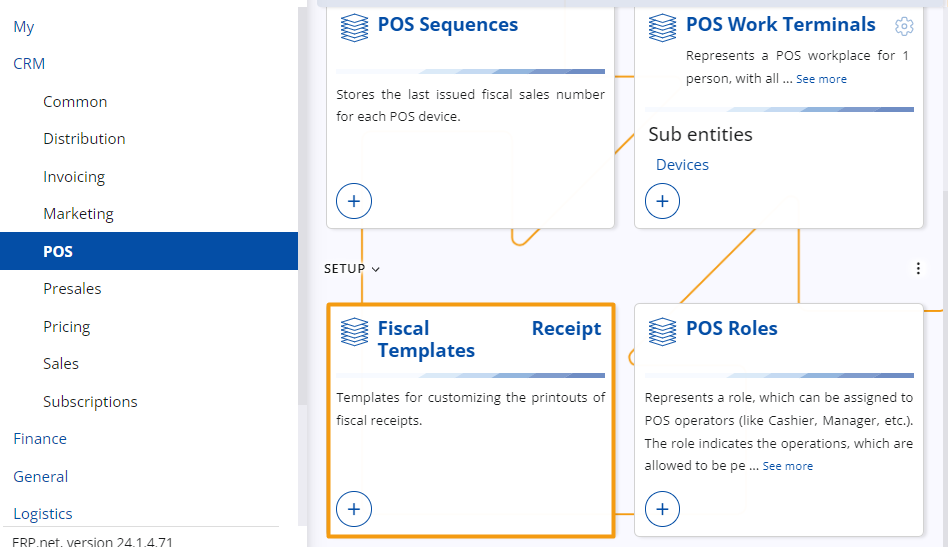 My
CRM
Common
Distribution
Invoicing
Marketing
POS
Presales
Pricing
Sales
Subscriptions
Finance
General
Logistics
ERP.net, version 24.1.4.71
POS Sequences
Stores the last issued fiscal sales number
for each POS device.
POS Work Terminals
Represents a POS workplace for 1
person, with all ... See more
Sub entities
Devices
SETUP
Fiscal Receipt
Templates
Templates for customizing the printouts of
fiscal receipts.
POS Roles
Represents a role, which can be assigned to
POS operators (like Cashier, Manager, etc.).
The role indicates the operations, which are
allowed to be pe ... See more